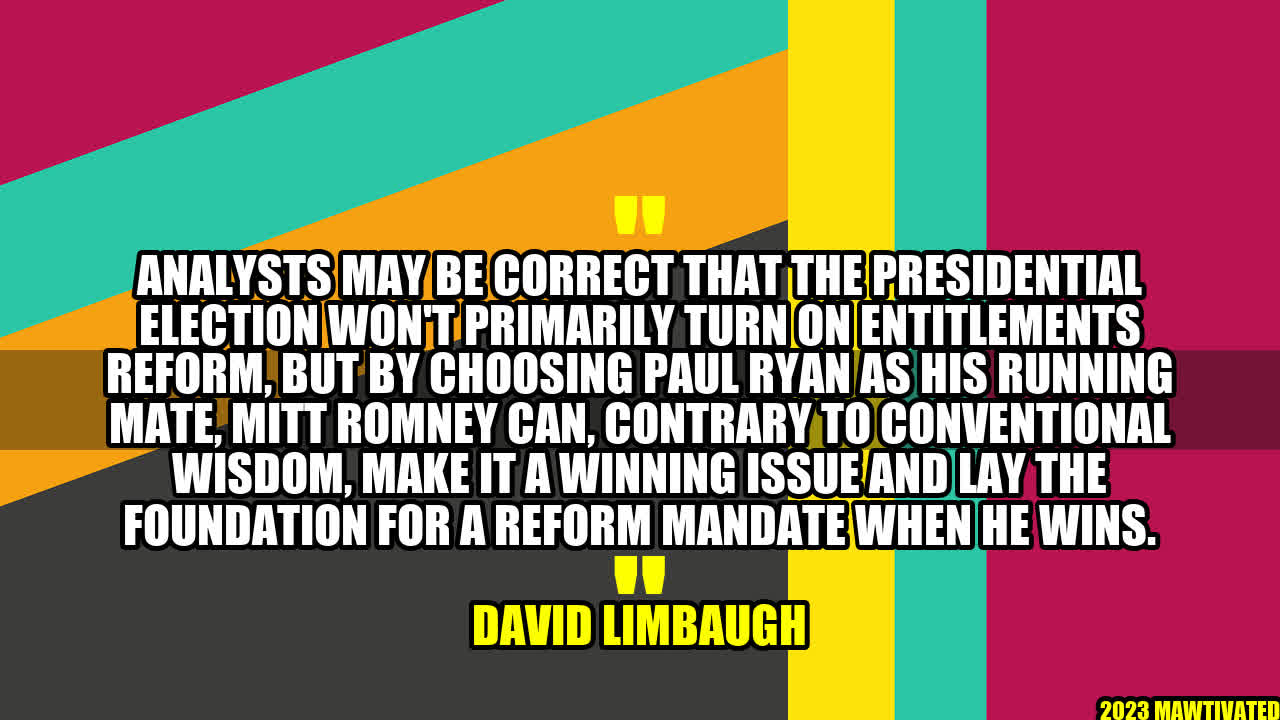 "
ANALYSTS MAY BE CORRECT THAT THE PRESIDENTIAL
ELECTION WON'T PRIMARILY TURN ON ENTITLEMENTS
REFORM, BUT BY CHOOSING PAUL RYAN AS HIS RUNNING
MATE, MITT ROMNEY CAN, CONTRARY TO CONVENTIONAL
WISDOM, MAKE IT A WINNING ISSUE AND LAY THE
FOUNDATION FOR A REFORM MANDATE WHEN HE WINS.
"
DAVID LIMBAUGH
2023 MAWTIVATED